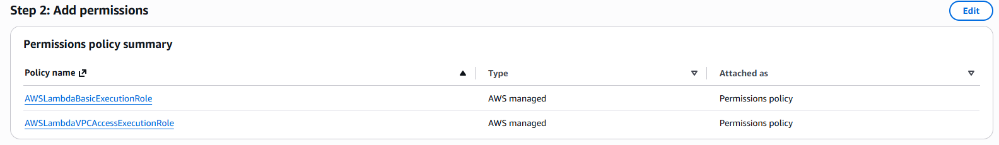 Step 2: Add permissions
Edit
Permissions policy summary
Policy name Type Attached as
AWSLambdaBasicExecutionRole AWS managed Permissions policy
AWSLambdaVPCAccessExecutionRole AWS managed Permissions policy